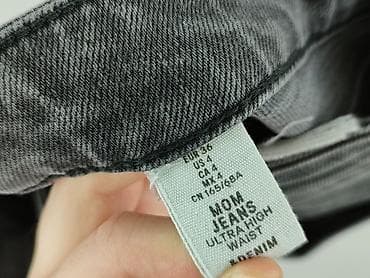 EUR 36
US 4
CA 4
MX 4
CN 165/68A
MOM
JEANS
ULTRA HIGH
WAIST
&DENIM